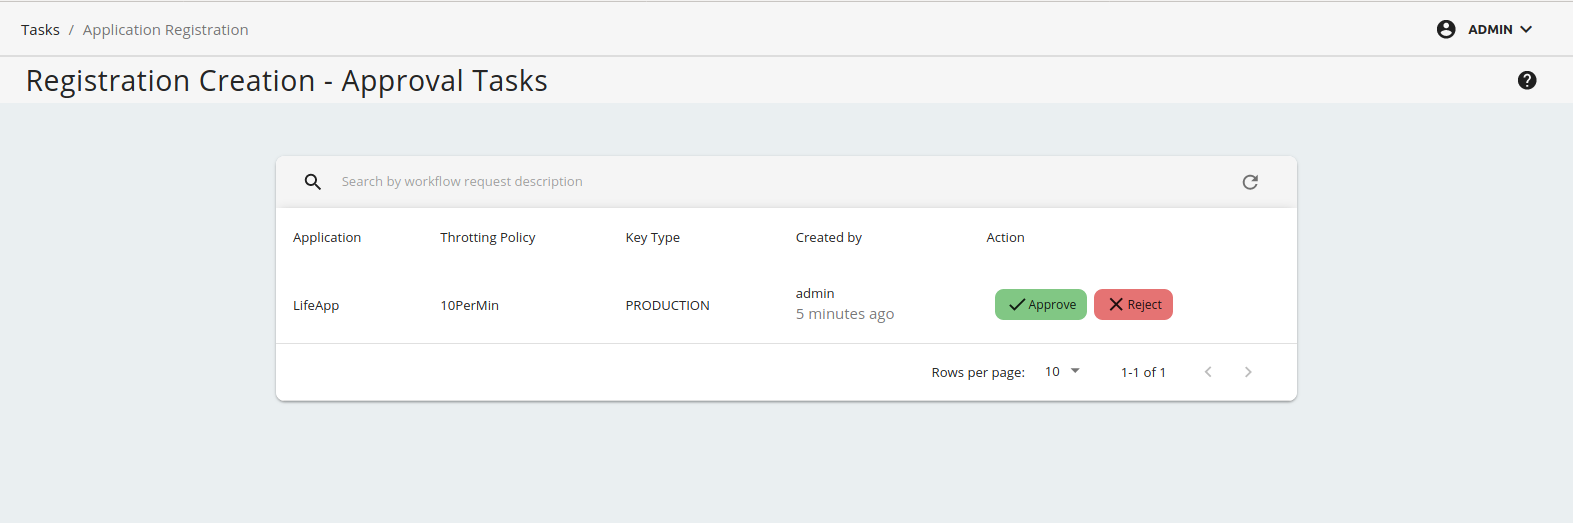 Tasks / Application Registration
ADMIN
Registration Creation - Approval Tasks
Search by workflow request description
Application Throtting Policy Key Type Created by Action
LifeApp 10PerMin PRODUCTION admin Approve Reject
5 minutes ago
Rows per page: 10 1-1 of 1